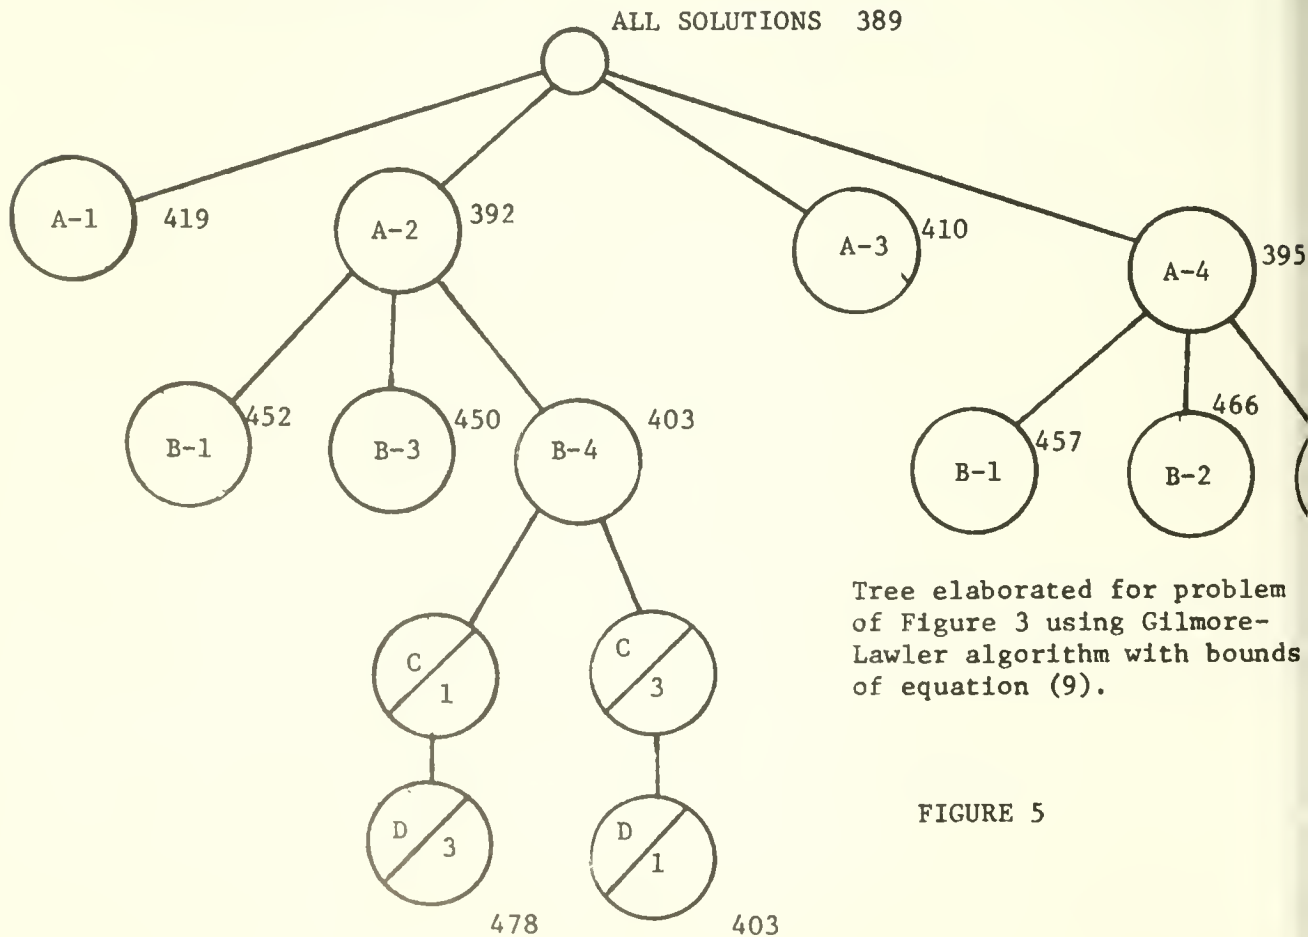 ALL SOLUTIONS 389
A-1 419
A-2 392
A-3 410
A-4 395
B-1 452
B-3 450
B-4 403
B-1 457
B-2 466
C 1
C 3
D 3
D 1
478
403
Tree elaborated for problem
of Figure 3 using Gilmore-
Lawler algorithm with bounds
of equation (9).
FIGURE 5